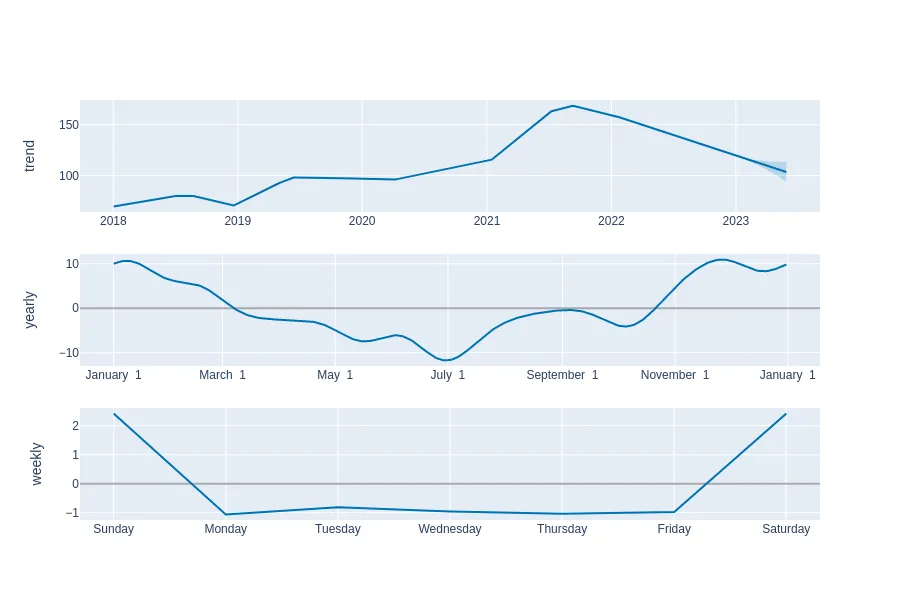 trend
150
100
2018 2019 2020 2021 2022 2023
yearly
10
0
−10
January 1 March 1 May 1 July 1 September 1 November 1 January 1
weekly
2
1
0
−1
Sunday Monday Tuesday Wednesday Thursday Friday Saturday